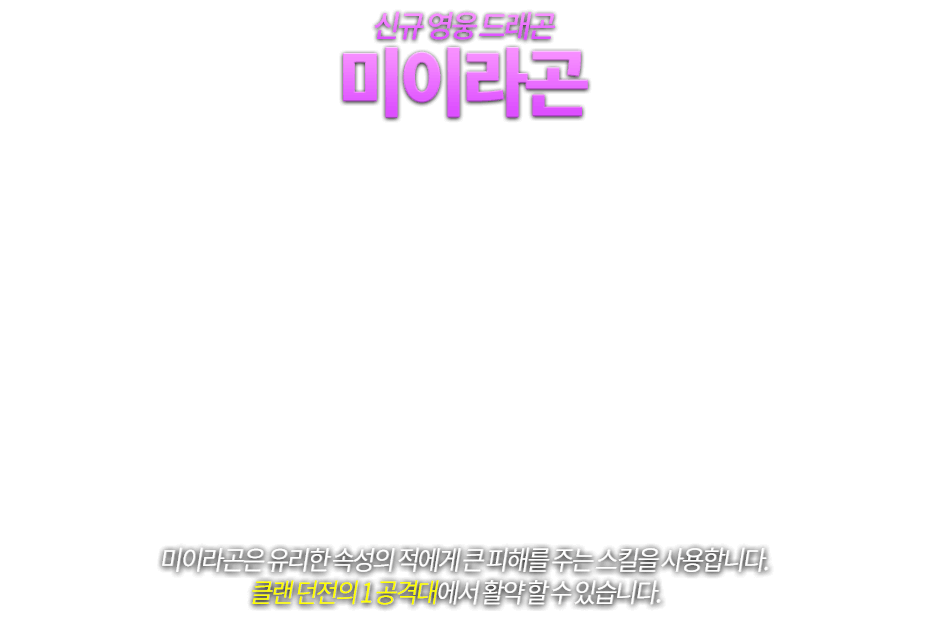 신규 영웅 드래곤
미이라곤
미이라곤은 유리한 속성의 적에게 큰 피해를 주는 스킬을 사용합니다.
클랜 던전의 1 공격대에서 활약 할 수 있습니다.